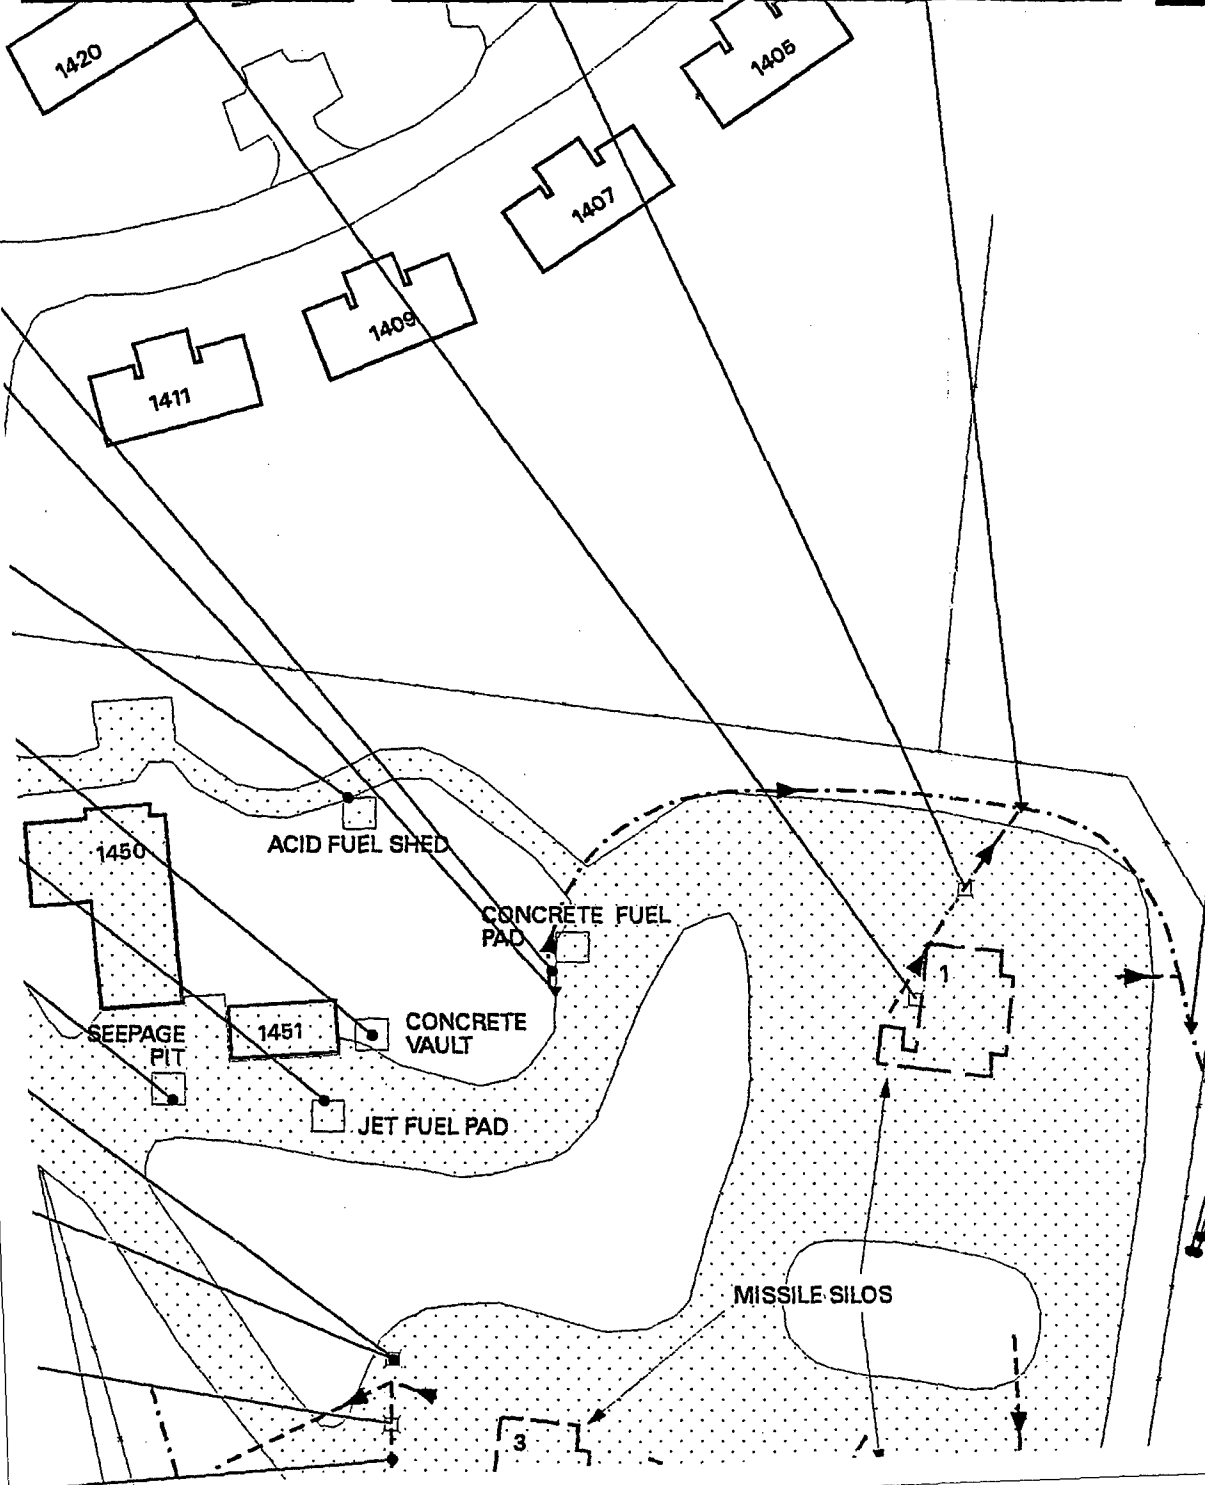 1420
1405
1407
1409
1411
ACID FUEL SHED
1450
CONCRETE FUEL
PAD
1
SEEPAGE
PIT
1451
CONCRETE
VAULT
JET FUEL PAD
MISSILE SILOS
3